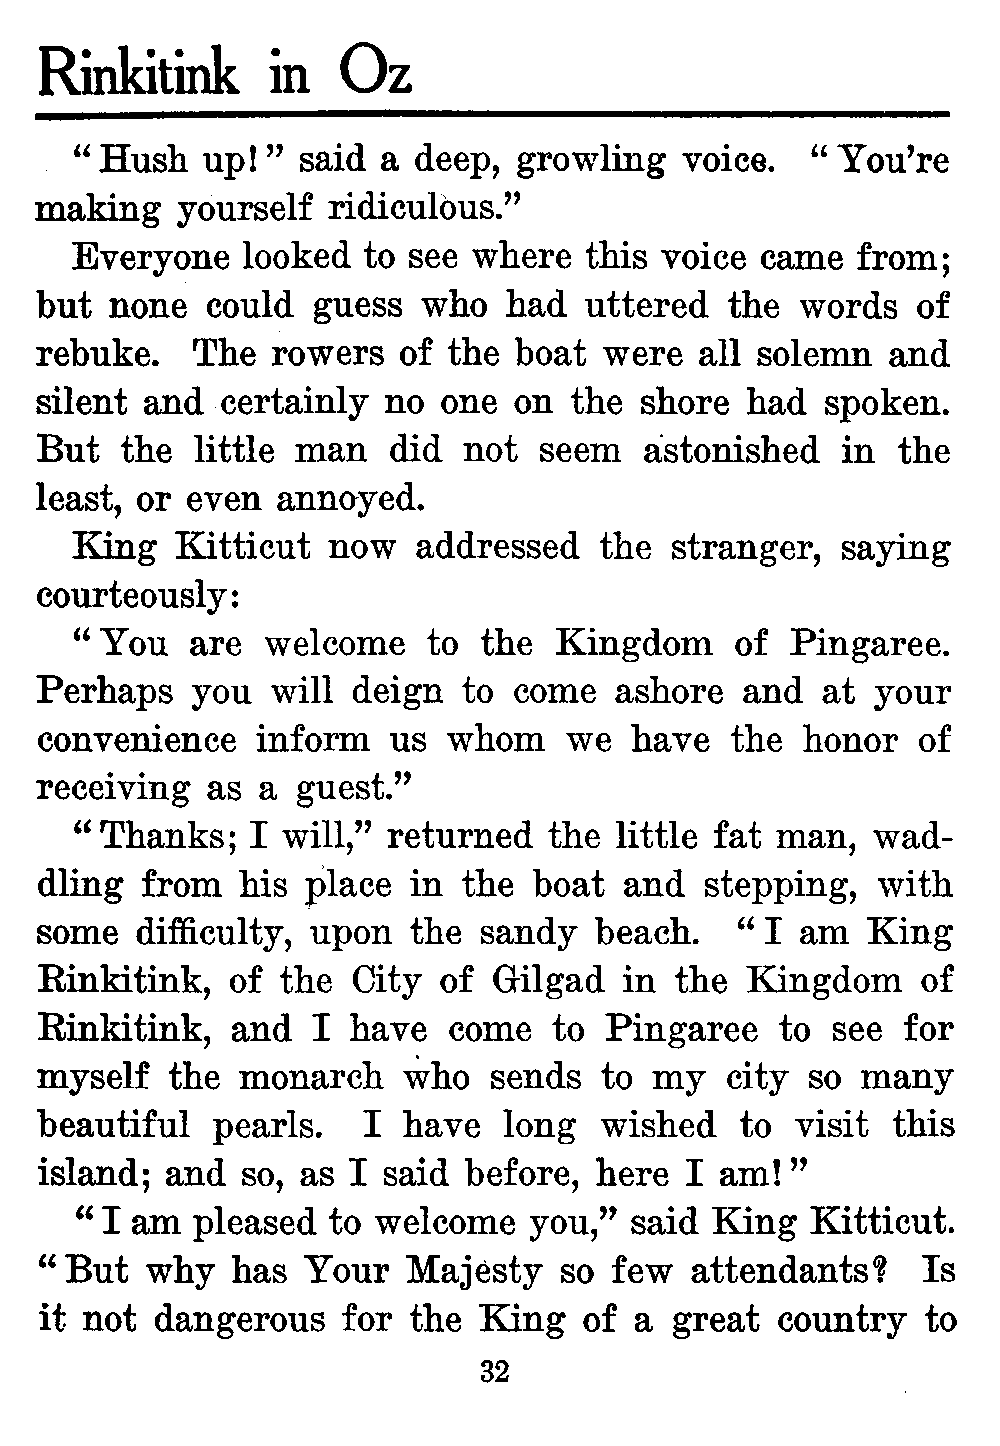 Rinkitink in Oz
“Hush up!” said a deep, growling voice. “You’re
making yourself ridiculous.”
Everyone looked to see where this voice came from;
but none could guess who had uttered the words of
rebuke. The rowers of the boat were all solemn and
silent and certainly no one on the shore had spoken.
But the little man did not seem astonished in the
least, or even annoyed.
King Kitticut now addressed the stranger, saying
courteously:
“You are welcome to the Kingdom of Pingaree.
Perhaps you will deign to come ashore and at your
convenience inform us whom we have the honor of
receiving as a guest.”
“Thanks; I will,” returned the little fat man, wad-
dling from his place in the boat and stepping, with
some difficulty, upon the sandy beach. “I am King
Rinkitink, of the City of Gilgad in the Kingdom of
Rinkitink, and I have come to Pingaree to see for
myself the monarch who sends to my city so many
beautiful pearls. I have long wished to visit this
island; and so, as I said before, here I am!”
“I am pleased to welcome you,” said King Kitticut.
“But why has Your Majesty so few attendants? Is
it not dangerous for the King of a great country to
32